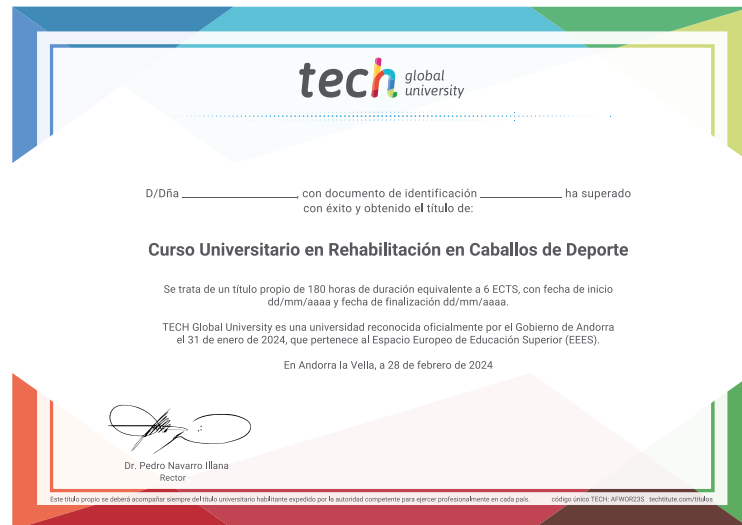 tech global university
D/Dña ______________, con documento de identificación __________ ha superado
con éxito y obtenido el título de:
Curso Universitario en Rehabilitación en Caballos de Deporte
Se trata de un título propio de 180 horas de duración equivalente a 6 ECTS, con fecha de inicio
dd/mm/aaaa y fecha de finalización dd/mm/aaaa.
TECH Global University es una universidad reconocida oficialmente por el Gobierno de Andorra
el 31 de enero de 2024, que pertenece al Espacio Europeo de Educación Superior (EEES).
En Andorra la Vella, a 28 de febrero de 2024
Dr. Pedro Navarro Illana
Rector
Este título propio se deberá acompañar siempre del título universitario habilitante expedido por la autoridad competente para ejercer profesionalmente en cada país. código único TECH: AFWOR23S techtitute.com/titulos